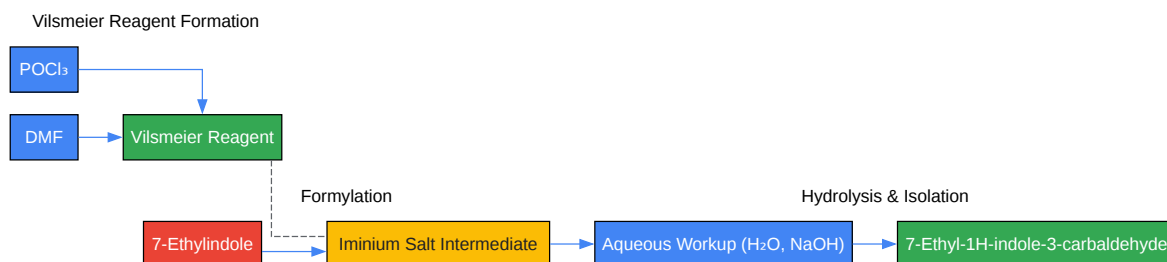 Vilsmeier Reagent Formation
POCl₃
DMF
Vilsmeier Reagent
Formylation
Hydrolysis & Isolation
7-Ethylindole
Iminium Salt Intermediate
Aqueous Workup (H₂O, NaOH)
7-Ethyl-1H-indole-3-carbaldehyde